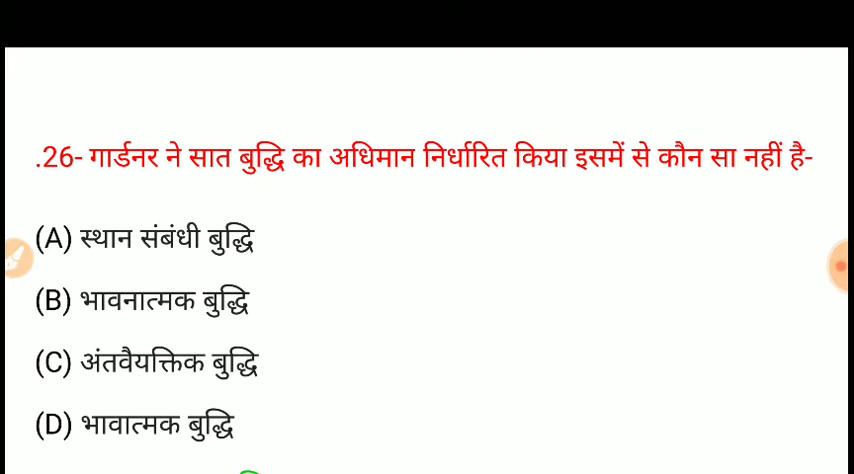 .26- गार्डनर ने सात बुद्धि का अधिमान निर्धारित किया इसमें से कौन सा नहीं है-
(A) स्थान संबंधी बुद्धि
(B) भावनात्मक बुद्धि
(C) अंतवैयक्तिक बुद्धि
(D) भावात्मक बुद्धि